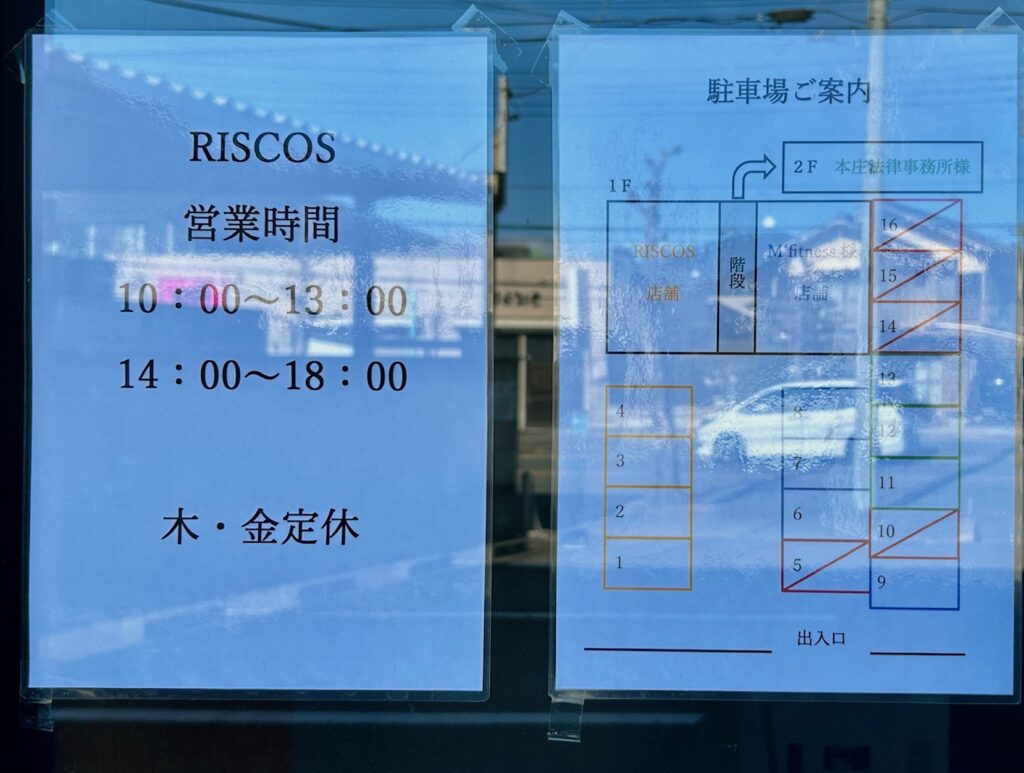 RISCOS
営業時間
10：00～13：00
14：00～18：00
木・金定休
駐車場ご案内
2F 本庄法律事務所様
1F
RISCOS
店舗
階段
M'fitness 様
店舗
16
15
14
13
12
11
10
9
8
7
6
5
4
3
2
1
出入口